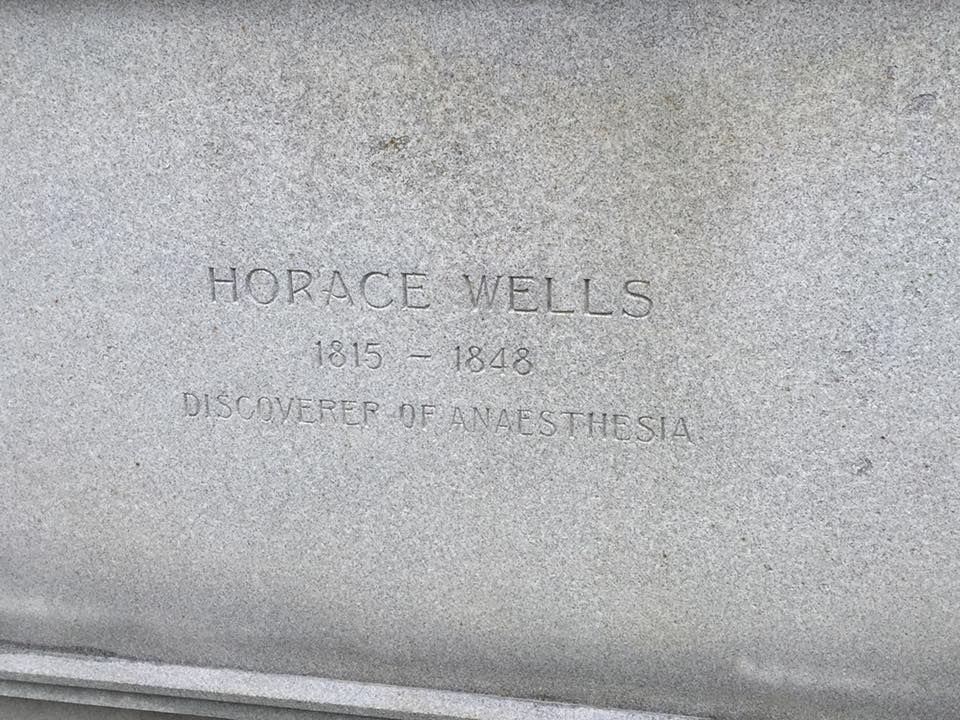 HORACE WELLS
1815 – 1848
DISCOVERER OF ANAESTHESIA.